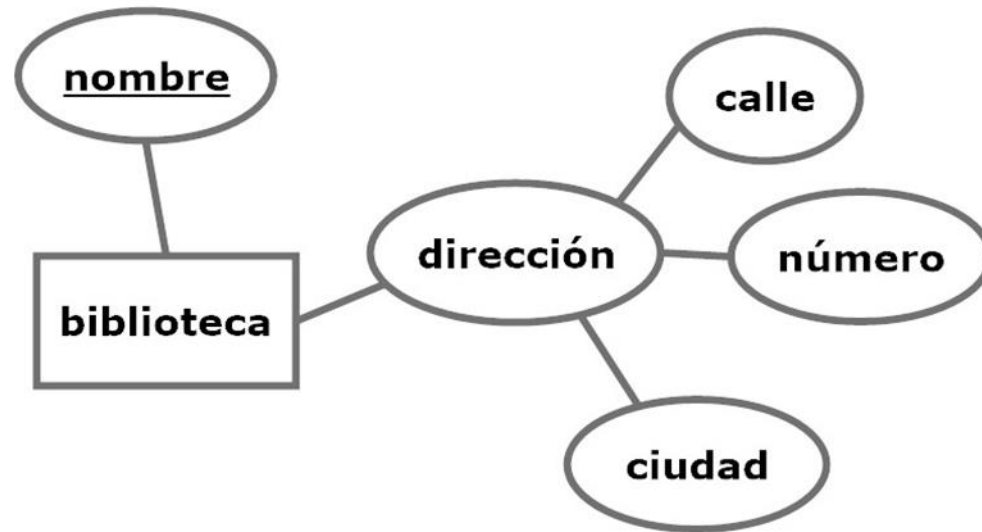 nombre
calle
dirección
número
biblioteca
ciudad